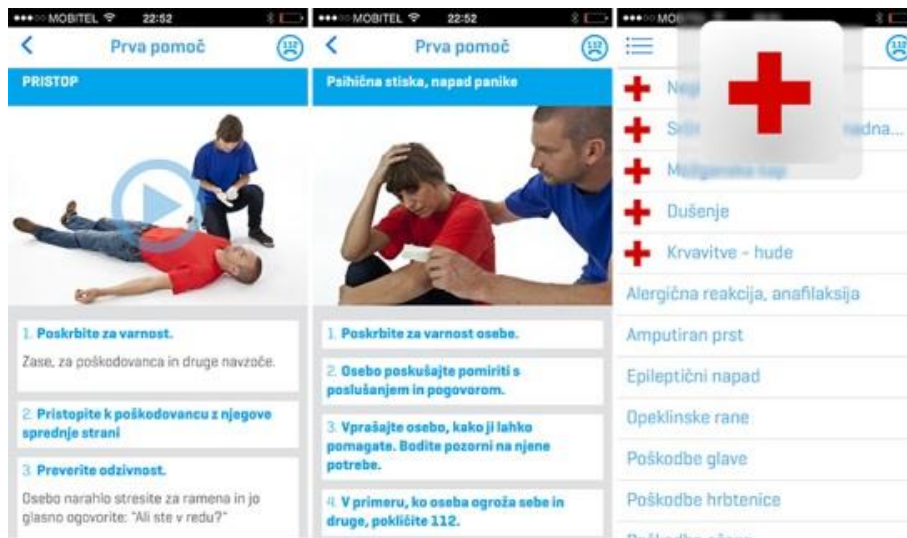 MOBITEL 22:52
Prva pomoč
112
PRISTOP
1. Poskrbite za varnost.
Zase, za poškodovanca in druge navzoče.
2. Pristopite k poškodovancu z njegove
sprednje strani
3. Preverite odzivnost.
Osebo narahlo stresite za ramena in jo
glasno ogovorite: "Ali ste v redu?"
MOBITEL 22:52
Prva pomoč
112
Psihična stiska, napad panike
1. Poskrbite za varnost osebe.
2. Osebo poskušajte pomiriti s
poslušanjem in pogovorom.
3. Vprašajte osebo, kako ji lahko
pomagate. Bodite pozorni na njene
potrebe.
4. V primeru, ko oseba ogroža sebe in
druge, pokličite 112.
112
Možganska kap
Dušenje
Krvavitve - hude
Alergična reakcija, anafilaksija
Amputiran prst
Epileptični napad
Opeklinske rane
Poškodbe glave
Poškodbe hrbtenice